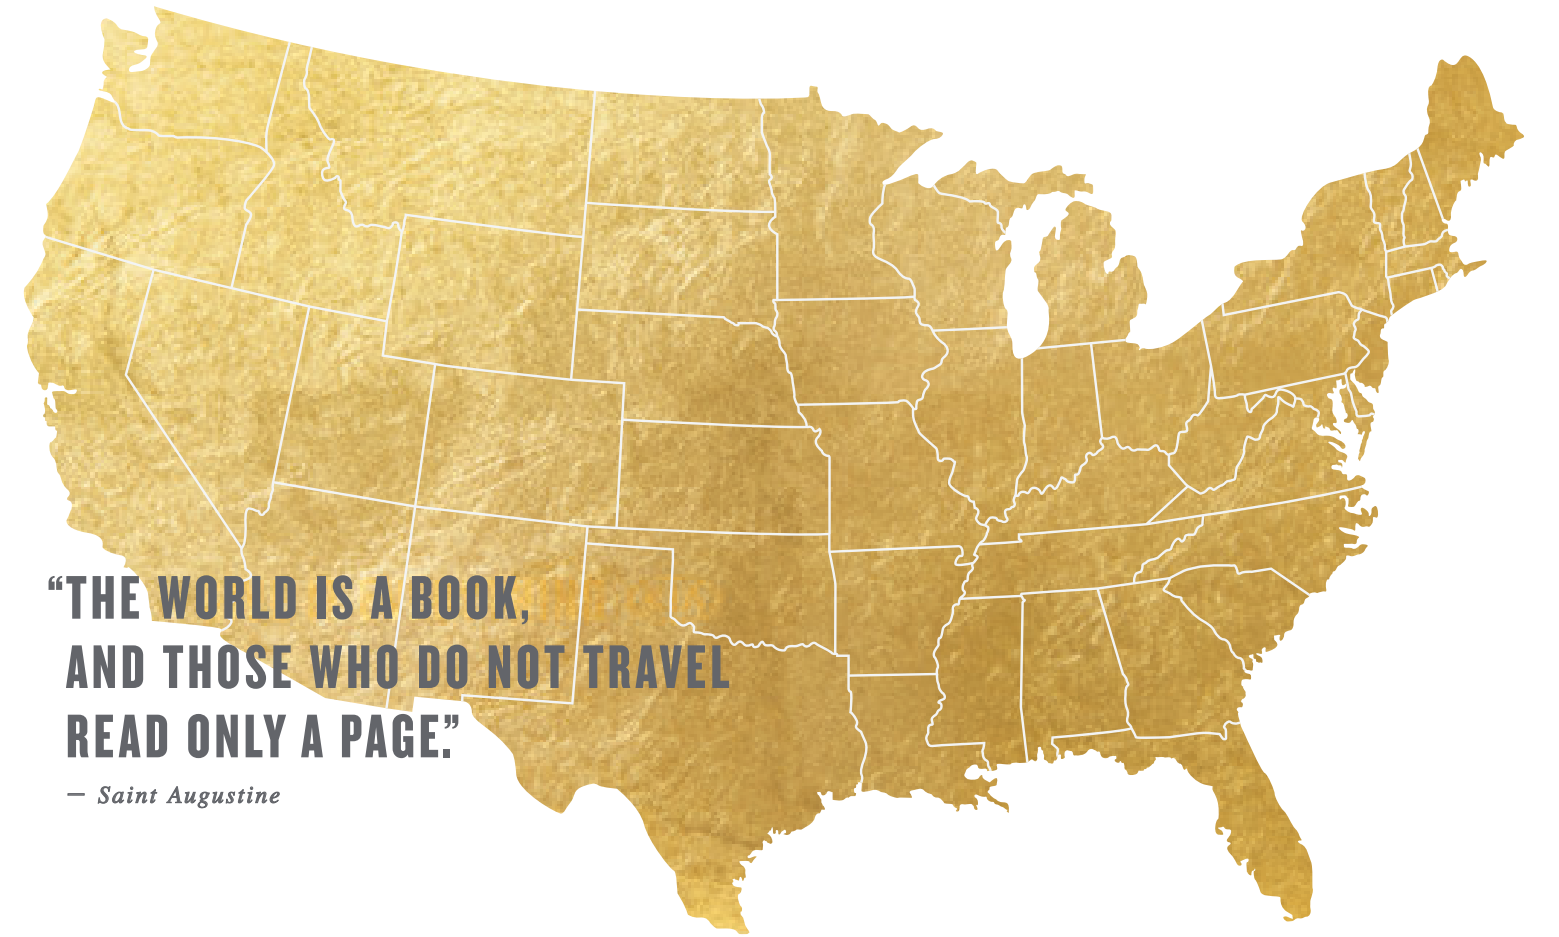 “THE WORLD IS A BOOK,
AND THOSE WHO DO NOT TRAVEL
READ ONLY A PAGE.”
— Saint Augustine